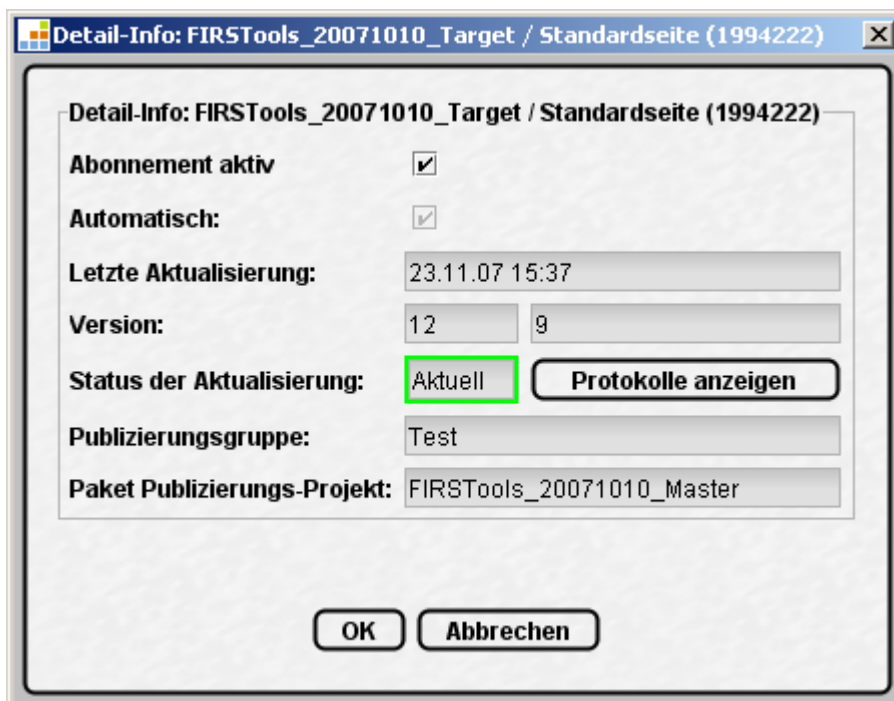 Detail-Info: FIRSTools_20071010_Target / Standardseite (1994222)
Detail-Info: FIRSTools_20071010_Target / Standardseite (1994222)
Abonnement aktiv
Automatisch:
Letzte Aktualisierung: 23.11.07 15:37
Version: 12 9
Status der Aktualisierung: Aktuell Protokolle anzeigen
Publizierungsgruppe: Test
Paket Publizierungs-Projekt: FIRSTools_20071010_Master
OK Abbrechen